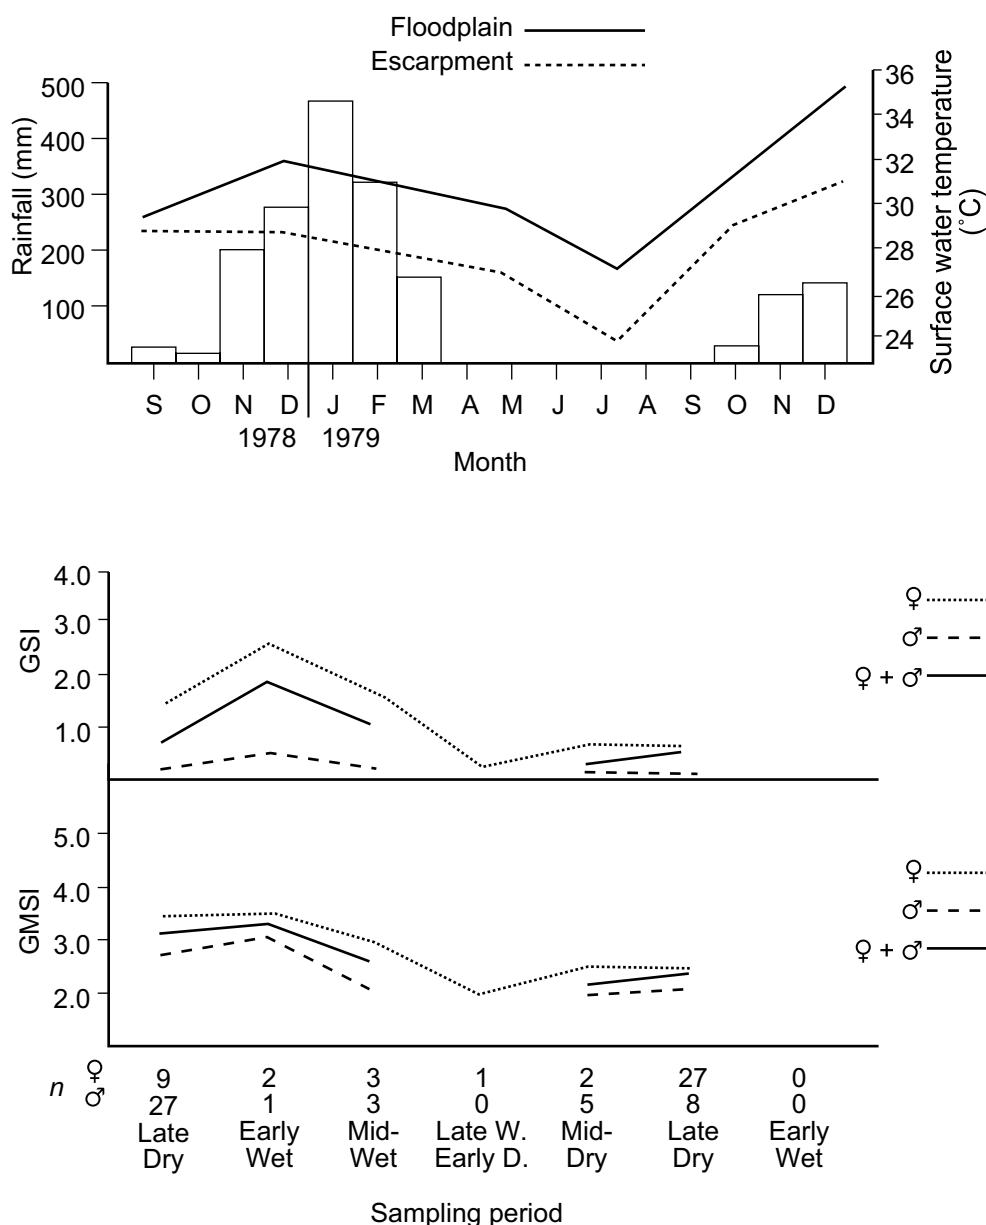 Floodplain
Escarpment
Rainfall (mm)
500
400
300
200
100
Surface water temperature (˚C)
36
34
32
30
28
26
24
S O N D J F M A M J J A S O N D
1978 1979
Month
GSI
4.0
3.0
2.0
1.0
♀
♂
♀ + ♂
GMSI
5.0
4.0
3.0
2.0
♀
♂
♀ + ♂
n ♀ 9 2 3 1 2 27 0
♂ 27 1 3 0 5 8 0
Late Early Mid- Late W. Mid- Late Early
Dry Wet Wet Early D. Dry Dry Wet
Sampling period